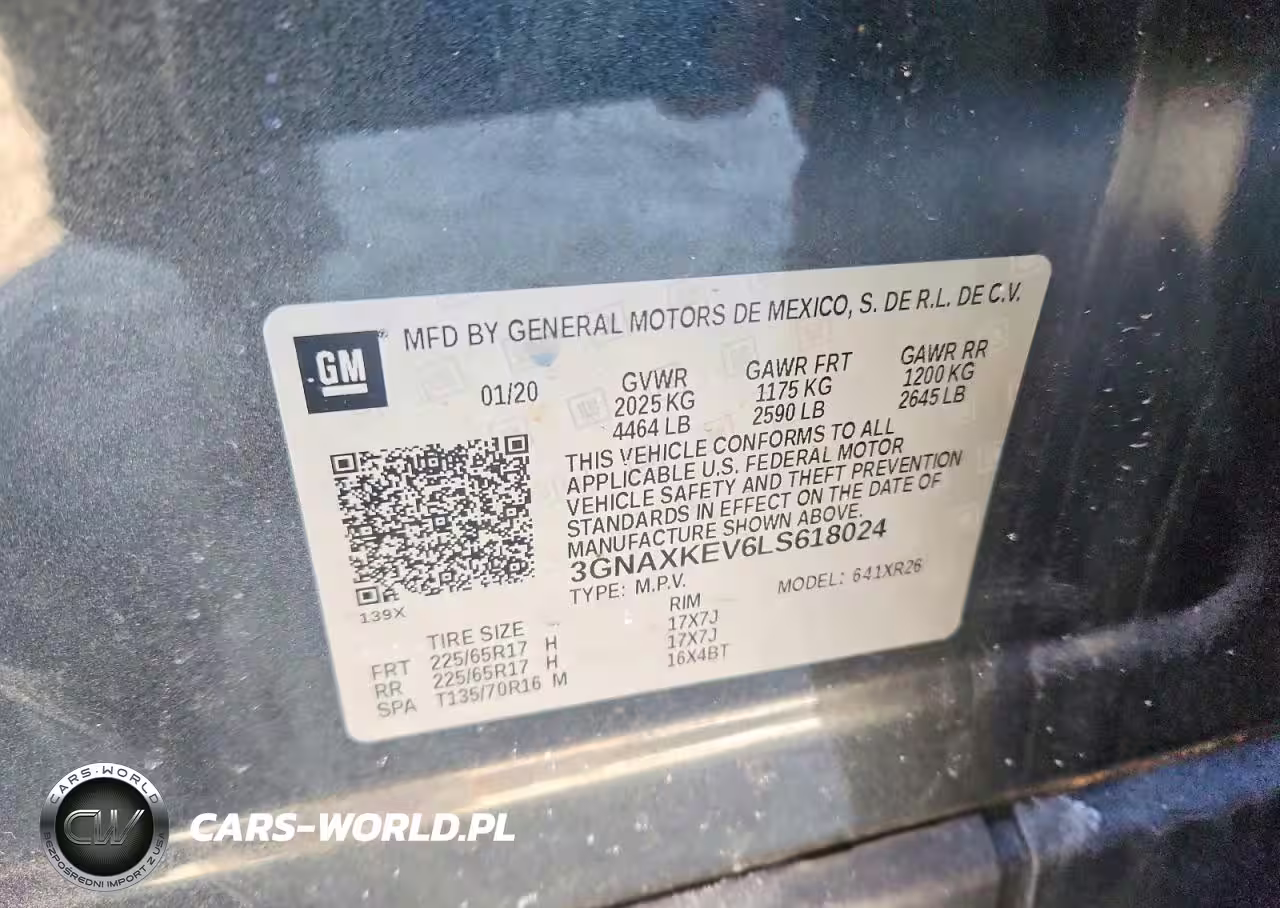 GM
MFD BY GENERAL MOTORS DE MEXICO, S. DE R.L. DE C.V.
01/20
GVWR GAWR FRT GAWR RR
2025 KG 1175 KG 1200 KG
4464 LB 2590 LB 2645 LB
THIS VEHICLE CONFORMS TO ALL
APPLICABLE U.S. FEDERAL MOTOR
VEHICLE SAFETY AND THEFT PREVENTION
STANDARDS IN EFFECT ON THE DATE OF
MANUFACTURE SHOWN ABOVE.
3GNAXKEV6LS618024
TYPE: M.P.V. MODEL: 641XR26
139X
TIRE SIZE RIM
FRT 225/65R17 H 17X7J
RR 225/65R17 H 17X7J
SPA T135/70R16 M 16X4BT
CARS-WORLD
CW
BEZPOŚREDNI IMPORT Z USA
CARS-WORLD.PL